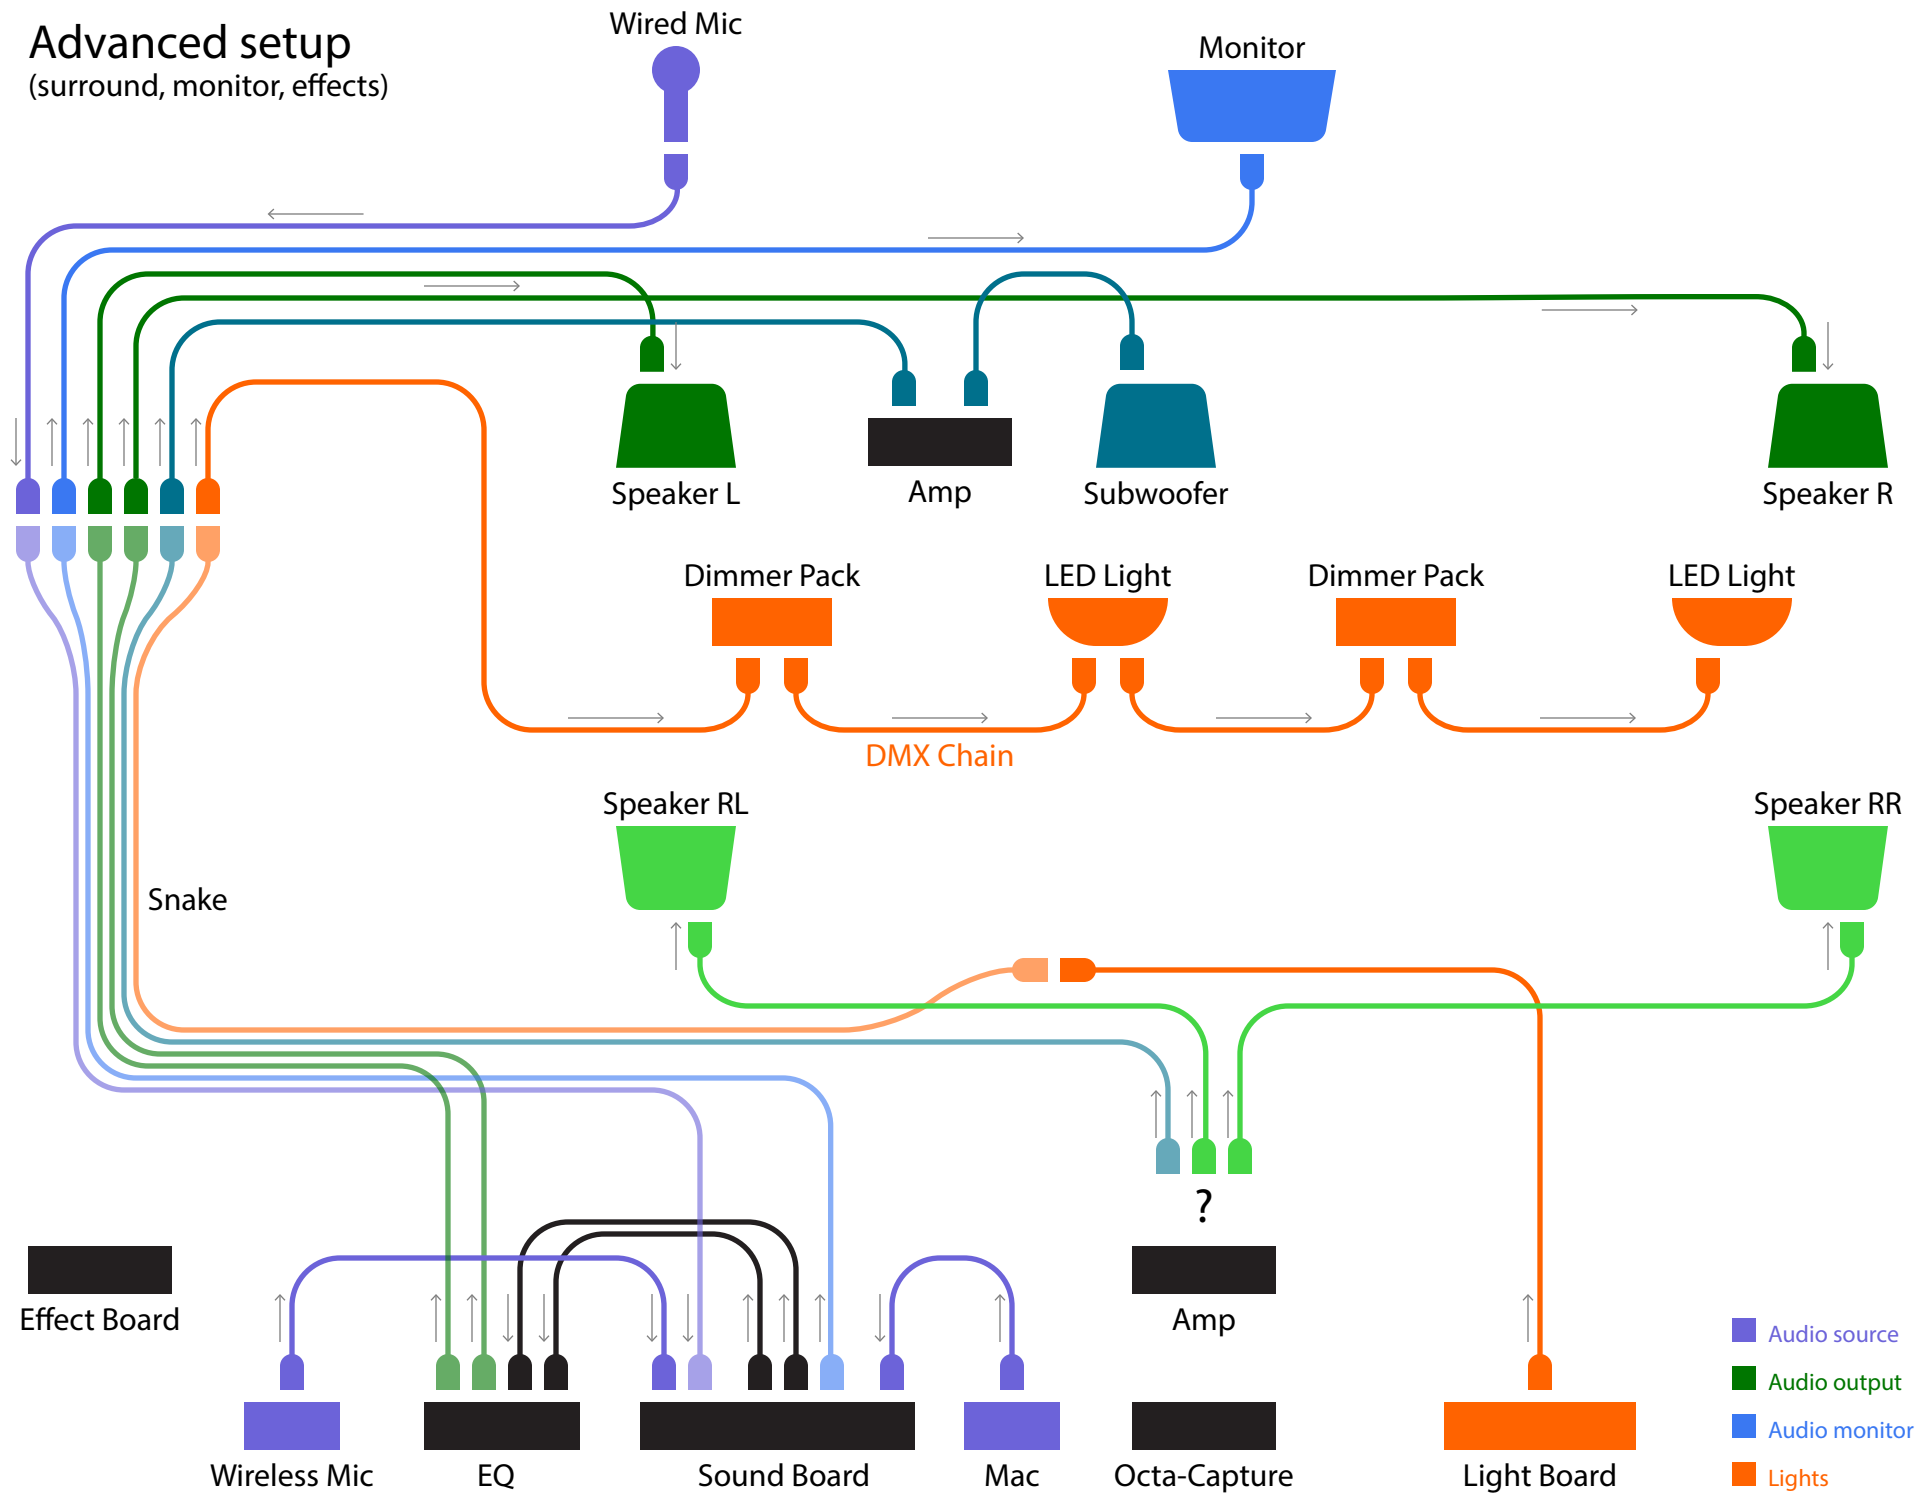 Advanced setup
(surround, monitor, effects)
Wired Mic
Monitor
Speaker L
Amp
Subwoofer
Speaker R
Dimmer Pack
LED Light
Dimmer Pack
LED Light
DMX Chain
Speaker RL
Speaker RR
Snake
?
Effect Board
Amp
Wireless Mic
EQ
Sound Board
Mac
Octa-Capture
Light Board
Audio source
Audio output
Audio monitor
Lights